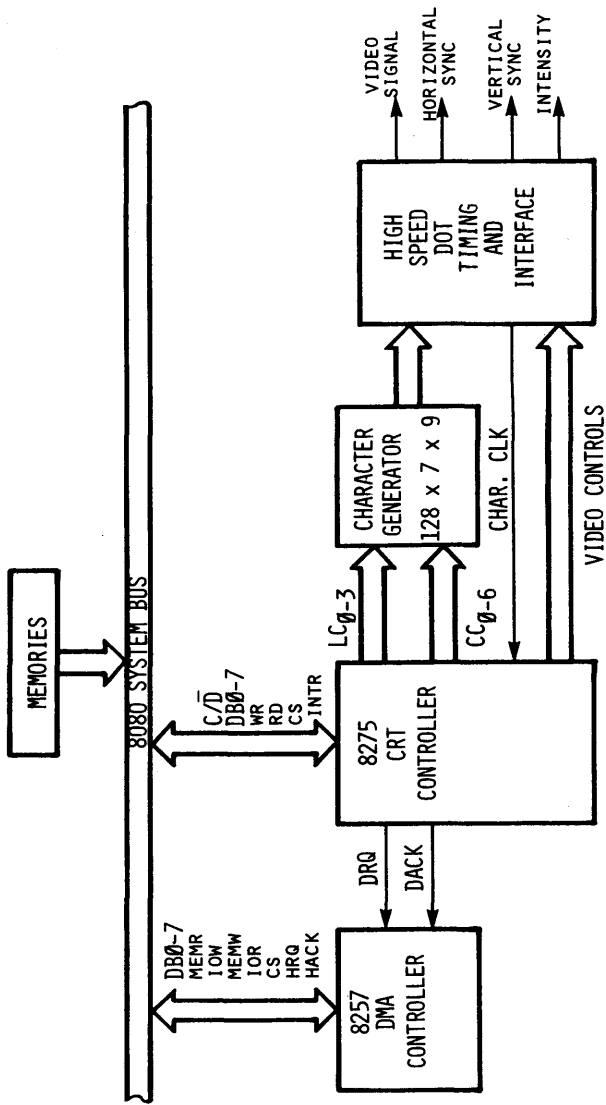 MEMORIES
8080 SYSTEM BUS
DBØ-7
MEMR
IOW
MEMW
IOR
CS
HRQ
HACK
C/D̅
DBØ-7
WR
RD
CS
INTR
8257
DMA
CONTROLLER
DRQ
DACK
8275
CRT
CONTROLLER
LCØ-3
CCØ-6
CHARACTER
GENERATOR
128 x 7 x 9
CHAR. CLK
VIDEO CONTROLS
HIGH
SPEED
DOT
TIMING
AND
INTERFACE
VIDEO
SIGNAL
HORIZONTAL
SYNC
VERTICAL
SYNC
INTENSITY